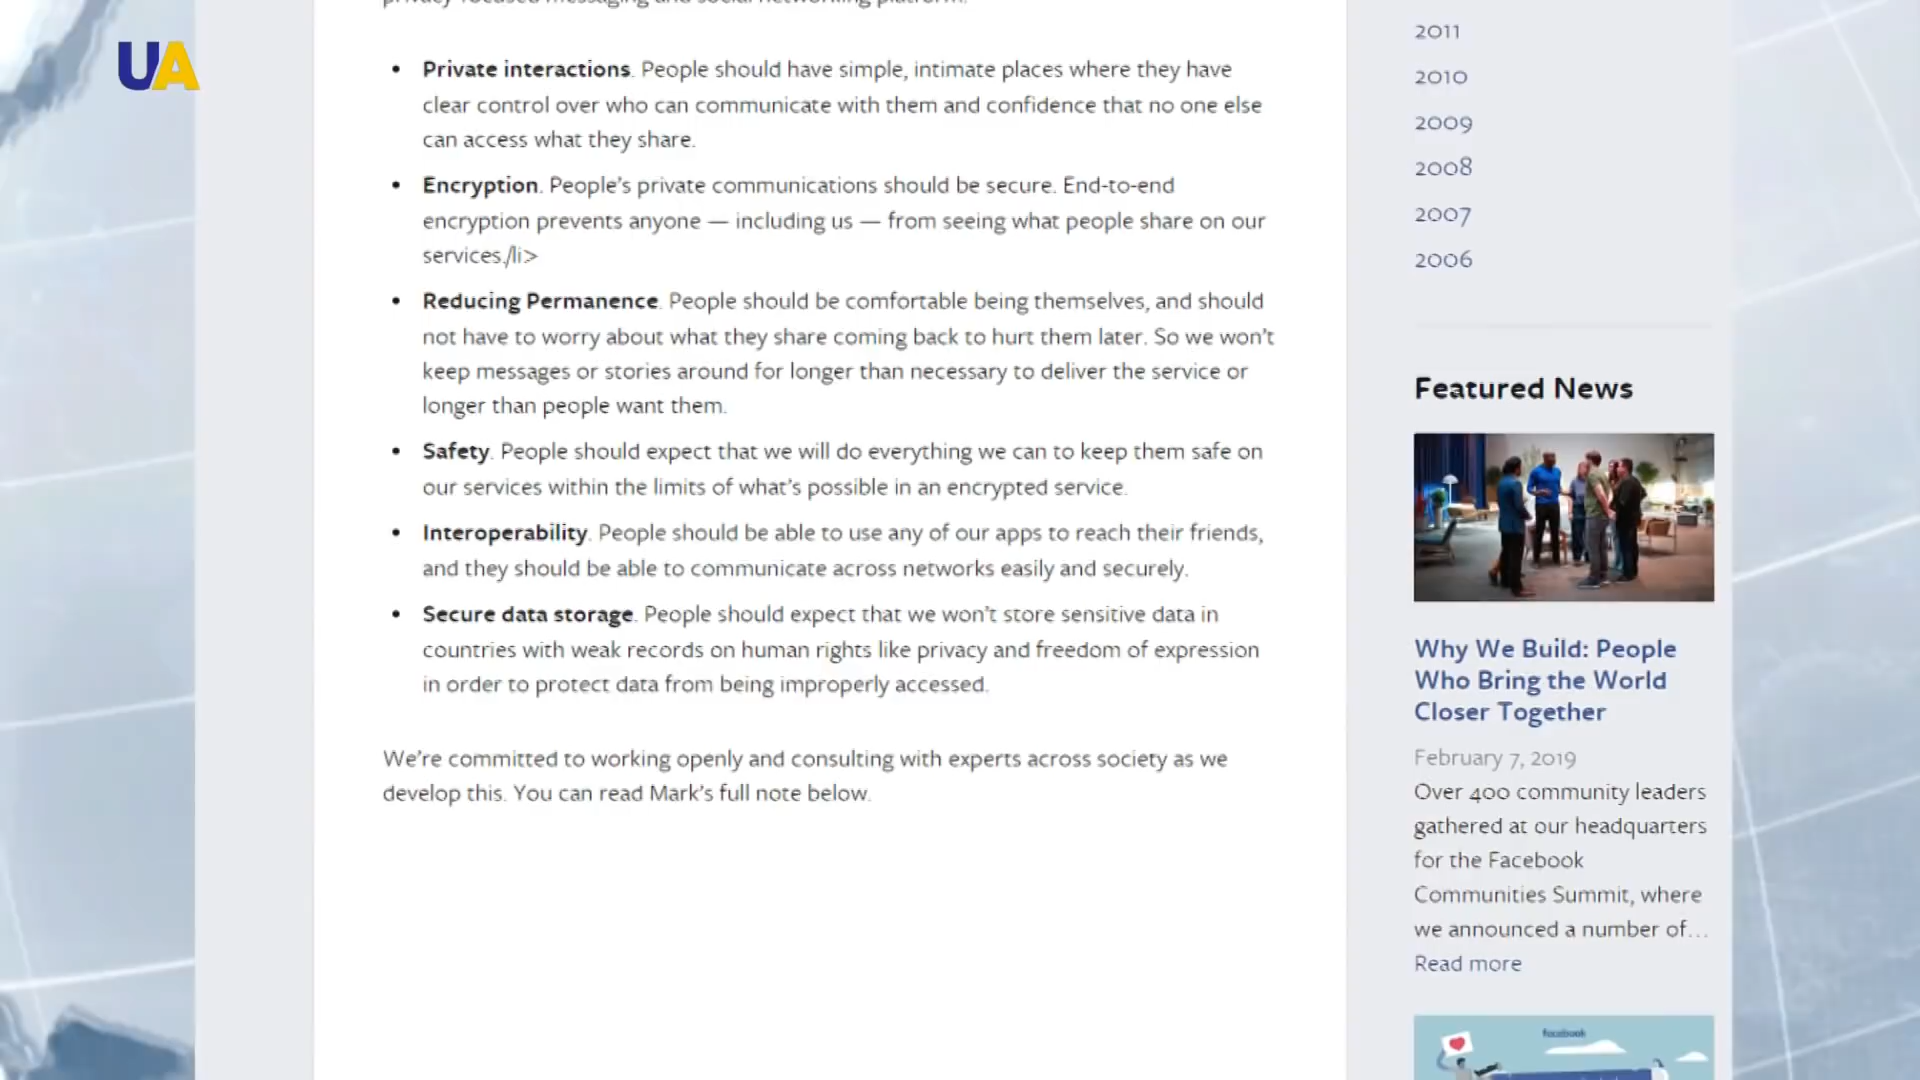 privacy-focused messaging and social networking platform.
UA
• Private interactions. People should have simple, intimate places where they have
clear control over who can communicate with them and confidence that no one else
can access what they share.
• Encryption. People's private communications should be secure. End-to-end
encryption prevents anyone — including us — from seeing what people share on our
services./li>
• Reducing Permanence. People should be comfortable being themselves, and should
not have to worry about what they share coming back to hurt them later. So we won't
keep messages or stories around for longer than necessary to deliver the service or
longer than people want them.
• Safety. People should expect that we will do everything we can to keep them safe on
our services within the limits of what's possible in an encrypted service.
• Interoperability. People should be able to use any of our apps to reach their friends,
and they should be able to communicate across networks easily and securely.
• Secure data storage. People should expect that we won't store sensitive data in
countries with weak records on human rights like privacy and freedom of expression
in order to protect data from being improperly accessed.
We're committed to working openly and consulting with experts across society as we
develop this. You can read Mark's full note below.
2011
2010
2009
2008
2007
2006
Featured News
Why We Build: People
Who Bring the World
Closer Together
February 7, 2019
Over 400 community leaders
gathered at our headquarters
for the Facebook
Communities Summit, where
we announced a number of...
Read more
facebook